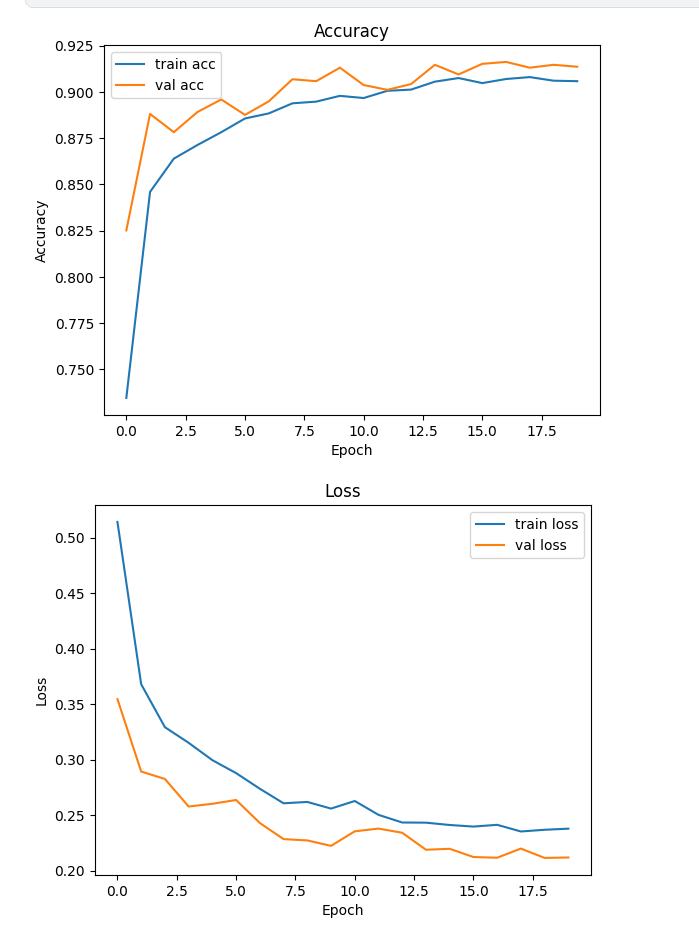 Accuracy
0.925
0.900
0.875
0.850
0.825
0.800
0.775
0.750
Accuracy
train acc
val acc
0.0 2.5 5.0 7.5 10.0 12.5 15.0 17.5
Epoch
Loss
0.50
0.45
0.40
0.35
0.30
0.25
0.20
Loss
train loss
val loss
0.0 2.5 5.0 7.5 10.0 12.5 15.0 17.5
Epoch